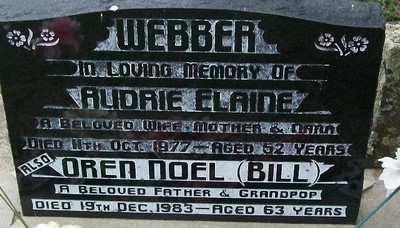 WEBBER
IN LOVING MEMORY OF
AUDRIE ELAINE
A BELOVED WIFE MOTHER & NANA
DIED 11TH OCT. 1977 — AGED 52 YEARS
ALSO OREN NOEL (BILL)
A BELOVED FATHER & GRANDPOP
DIED 19TH DEC. 1983 — AGED 63 YEARS